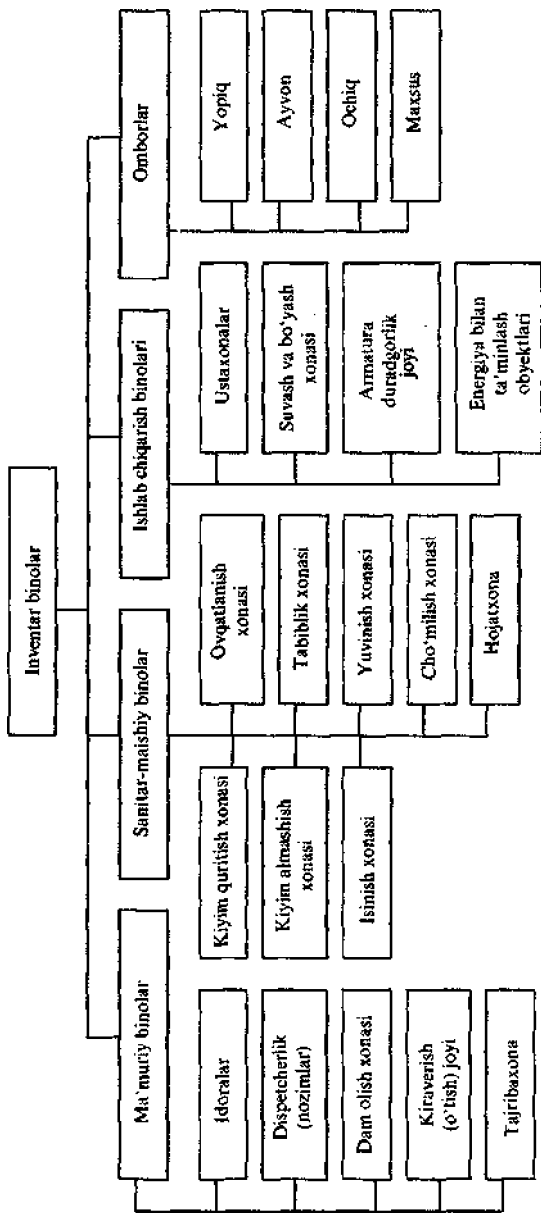 Inventar binolar
Ma'muriy binolar
Idoralar
Dispetcherlik
(nozimlar)
Dam olish xonasi
Kiraverish
(o'tish) joyi
Tajribaxona
Sanitar-maishiy binolar
Kiyim quritish xonasi
Kiyim almashish
xonasi
Isinish xonasi
Ovqatlanish
xonasi
Tabiblik xonasi
Yuvinish xonasi
Cho'milish xonasi
Hojatxona
Ishlab chiqarish binolari
Ustaxonalar
Suvash va bo'yash
xonasi
Armatura
duradgorlik
joyi
Energiya bilan
ta'minlash
obyektlari
Omborlar
Yopiq
Ayvon
Ochiq
Maxsus